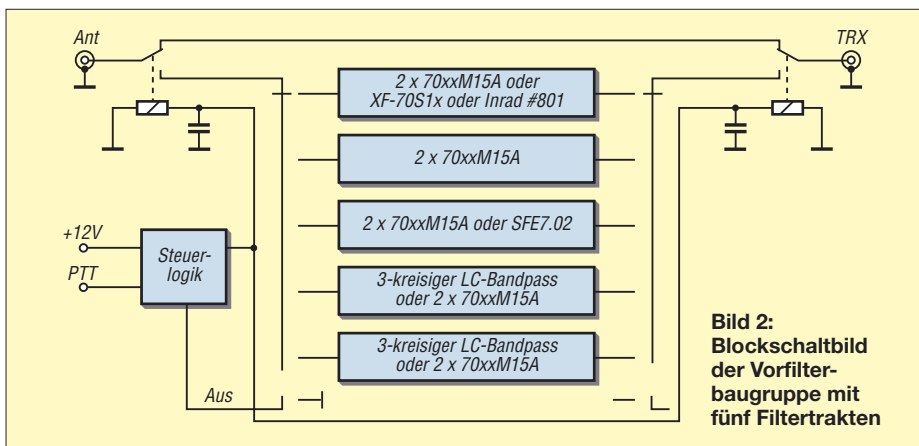 Ant
TRX
2 x 70xxM15A oder
XF-70S1x oder Inrad #801
2 x 70xxM15A
2 x 70xxM15A oder SFE7.02
+12V
PTT
Steuer-
logik
3-kreisiger LC-Bandpass
oder 2 x 70xxM15A
3-kreisiger LC-Bandpass
oder 2 x 70xxM15A
Aus
Bild 2:
Blockschaltbild
der Vorfilter-
baugruppe mit
fünf Filtertrakten